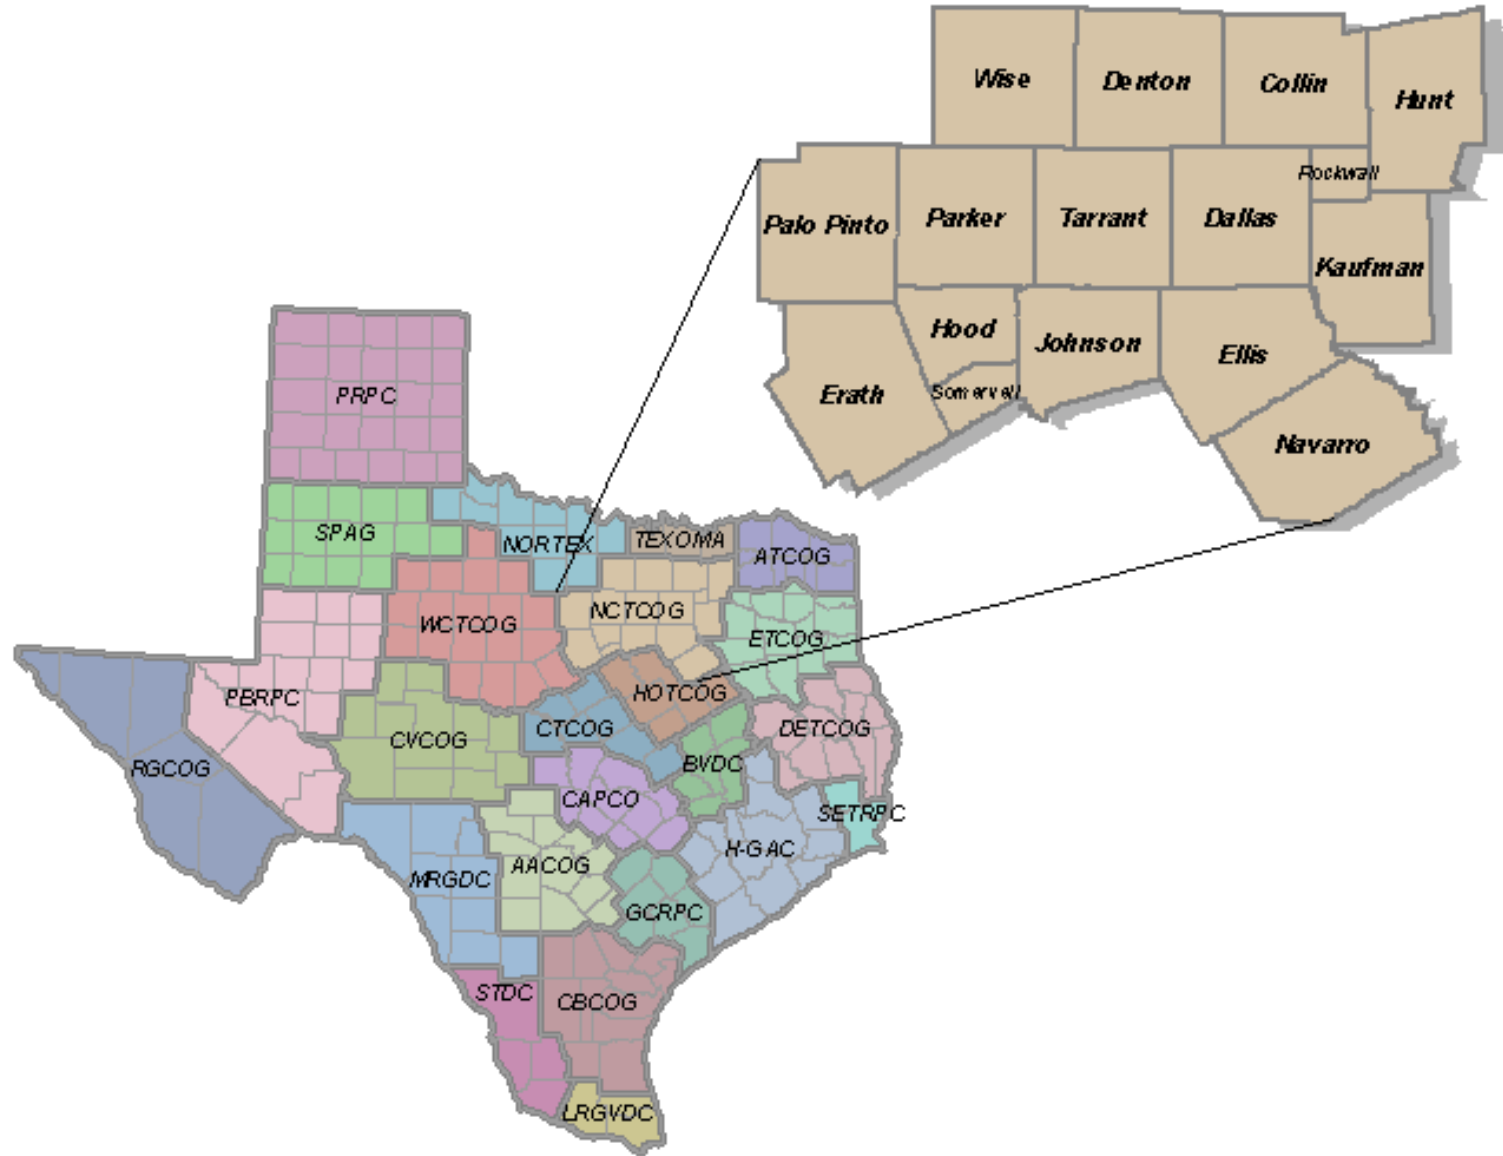 Wise
Denton
Collin
Hunt
Rockwall
Palo Pinto
Parker
Tarrant
Dallas
Kaufman
Hood
Johnson
Ellis
Erath
Somervell
Navarro
PRPC
SPAG
NORTEX
TEXOMA
ATCOG
WCTCOG
NCTCOG
ETCOG
PBRPC
HOTCOG
CVCOG
CTCOG
DETCOG
RGCOG
BVDC
CAPCO
SETRPC
H-GAC
AACOG
MRGDC
GCRPC
STDC
CBCOG
LRGVDC